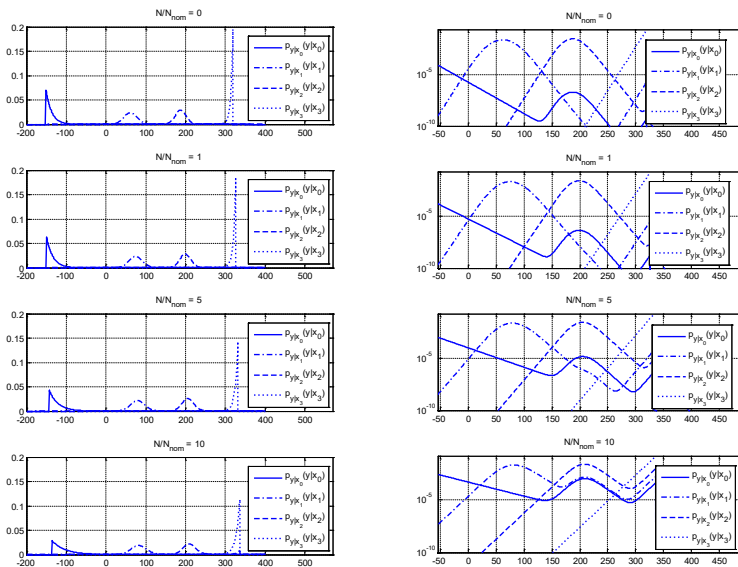 N/N_nom = 0
0.2
0.15
0.1
0.05
0
-200 -100 0 100 200 300 400 500
p_y|x_0(y|x_0)
p_y|x_1(y|x_1)
p_y|x_2(y|x_2)
p_y|x_3(y|x_3)
N/N_nom = 0
10^-5
10^-10
-50 0 50 100 150 200 250 300 350 400 450
p_y|x_0(y|x_0)
p_y|x_1(y|x_1)
p_y|x_2(y|x_2)
p_y|x_3(y|x_3)
N/N_nom = 1
0.2
0.15
0.1
0.05
0
-200 -100 0 100 200 300 400 500
p_y|x_0(y|x_0)
p_y|x_1(y|x_1)
p_y|x_2(y|x_2)
p_y|x_3(y|x_3)
N/N_nom = 1
10^-5
10^-10
-50 0 50 100 150 200 250 300 350 400 450
p_y|x_0(y|x_0)
p_y|x_1(y|x_1)
p_y|x_2(y|x_2)
p_y|x_3(y|x_3)
N/N_nom = 5
0.2
0.15
0.1
0.05
0
-200 -100 0 100 200 300 400 500
p_y|x_0(y|x_0)
p_y|x_1(y|x_1)
p_y|x_2(y|x_2)
p_y|x_3(y|x_3)
N/N_nom = 5
10^-5
10^-10
-50 0 50 100 150 200 250 300 350 400 450
p_y|x_0(y|x_0)
p_y|x_1(y|x_1)
p_y|x_2(y|x_2)
p_y|x_3(y|x_3)
N/N_nom = 10
0.2
0.15
0.1
0.05
0
-200 -100 0 100 200 300 400 500
p_y|x_0(y|x_0)
p_y|x_1(y|x_1)
p_y|x_2(y|x_2)
p_y|x_3(y|x_3)
N/N_nom = 10
10^-5
10^-10
-50 0 50 100 150 200 250 300 350 400 450
p_y|x_0(y|x_0)
p_y|x_1(y|x_1)
p_y|x_2(y|x_2)
p_y|x_3(y|x_3)